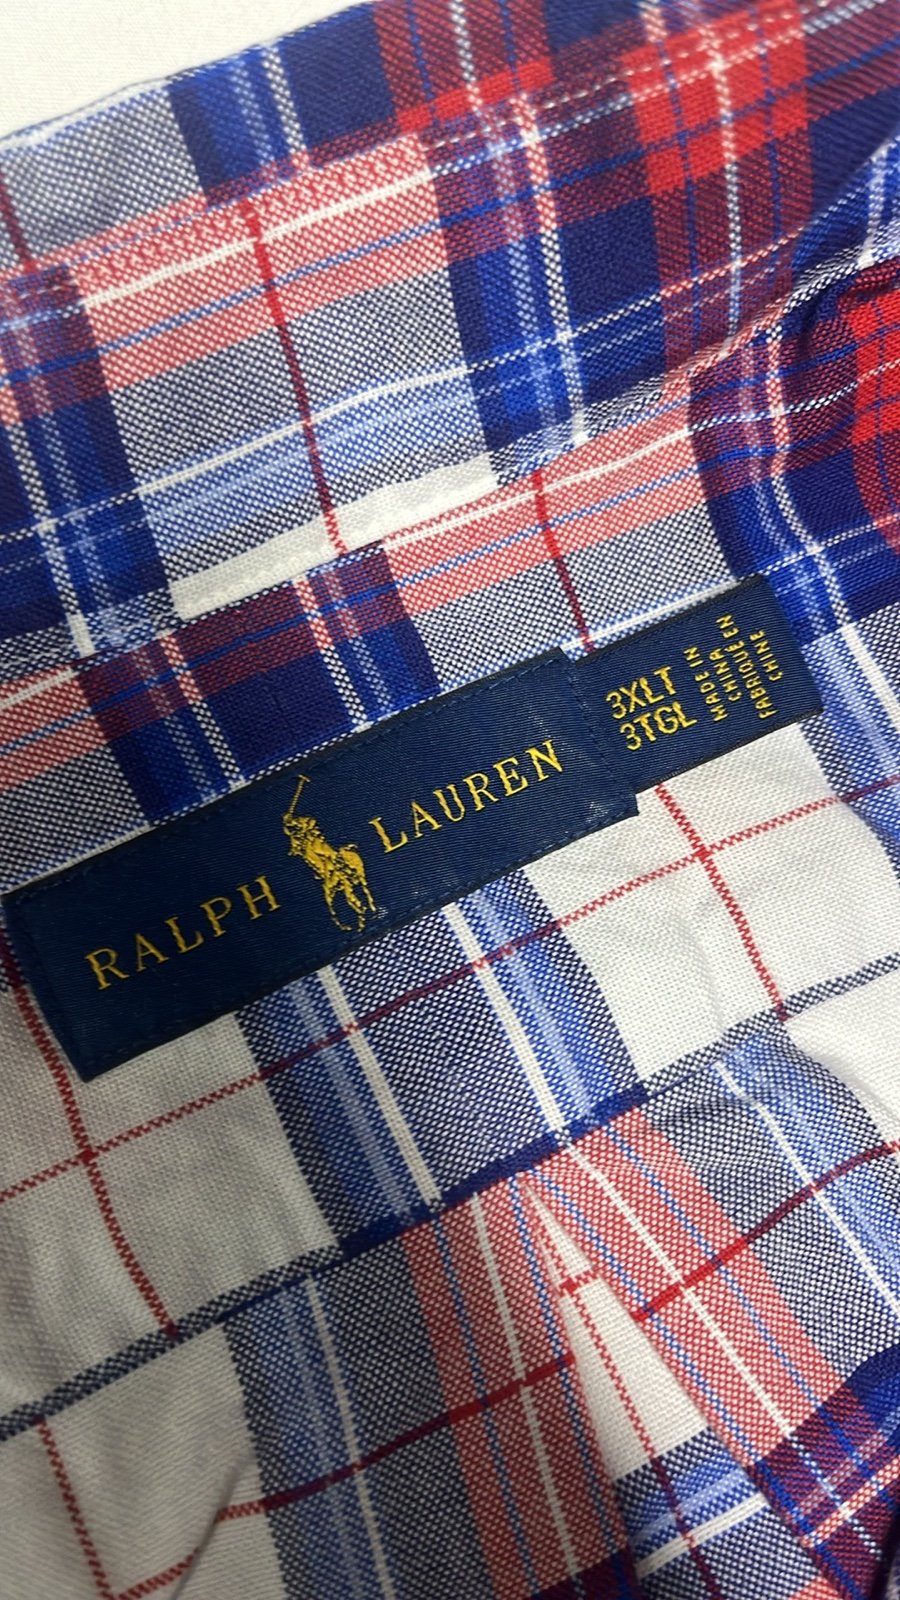 RALPH LAUREN
3XLT
3TGL
MADE IN
CHINA
FABRIQUÉ EN
CHINE